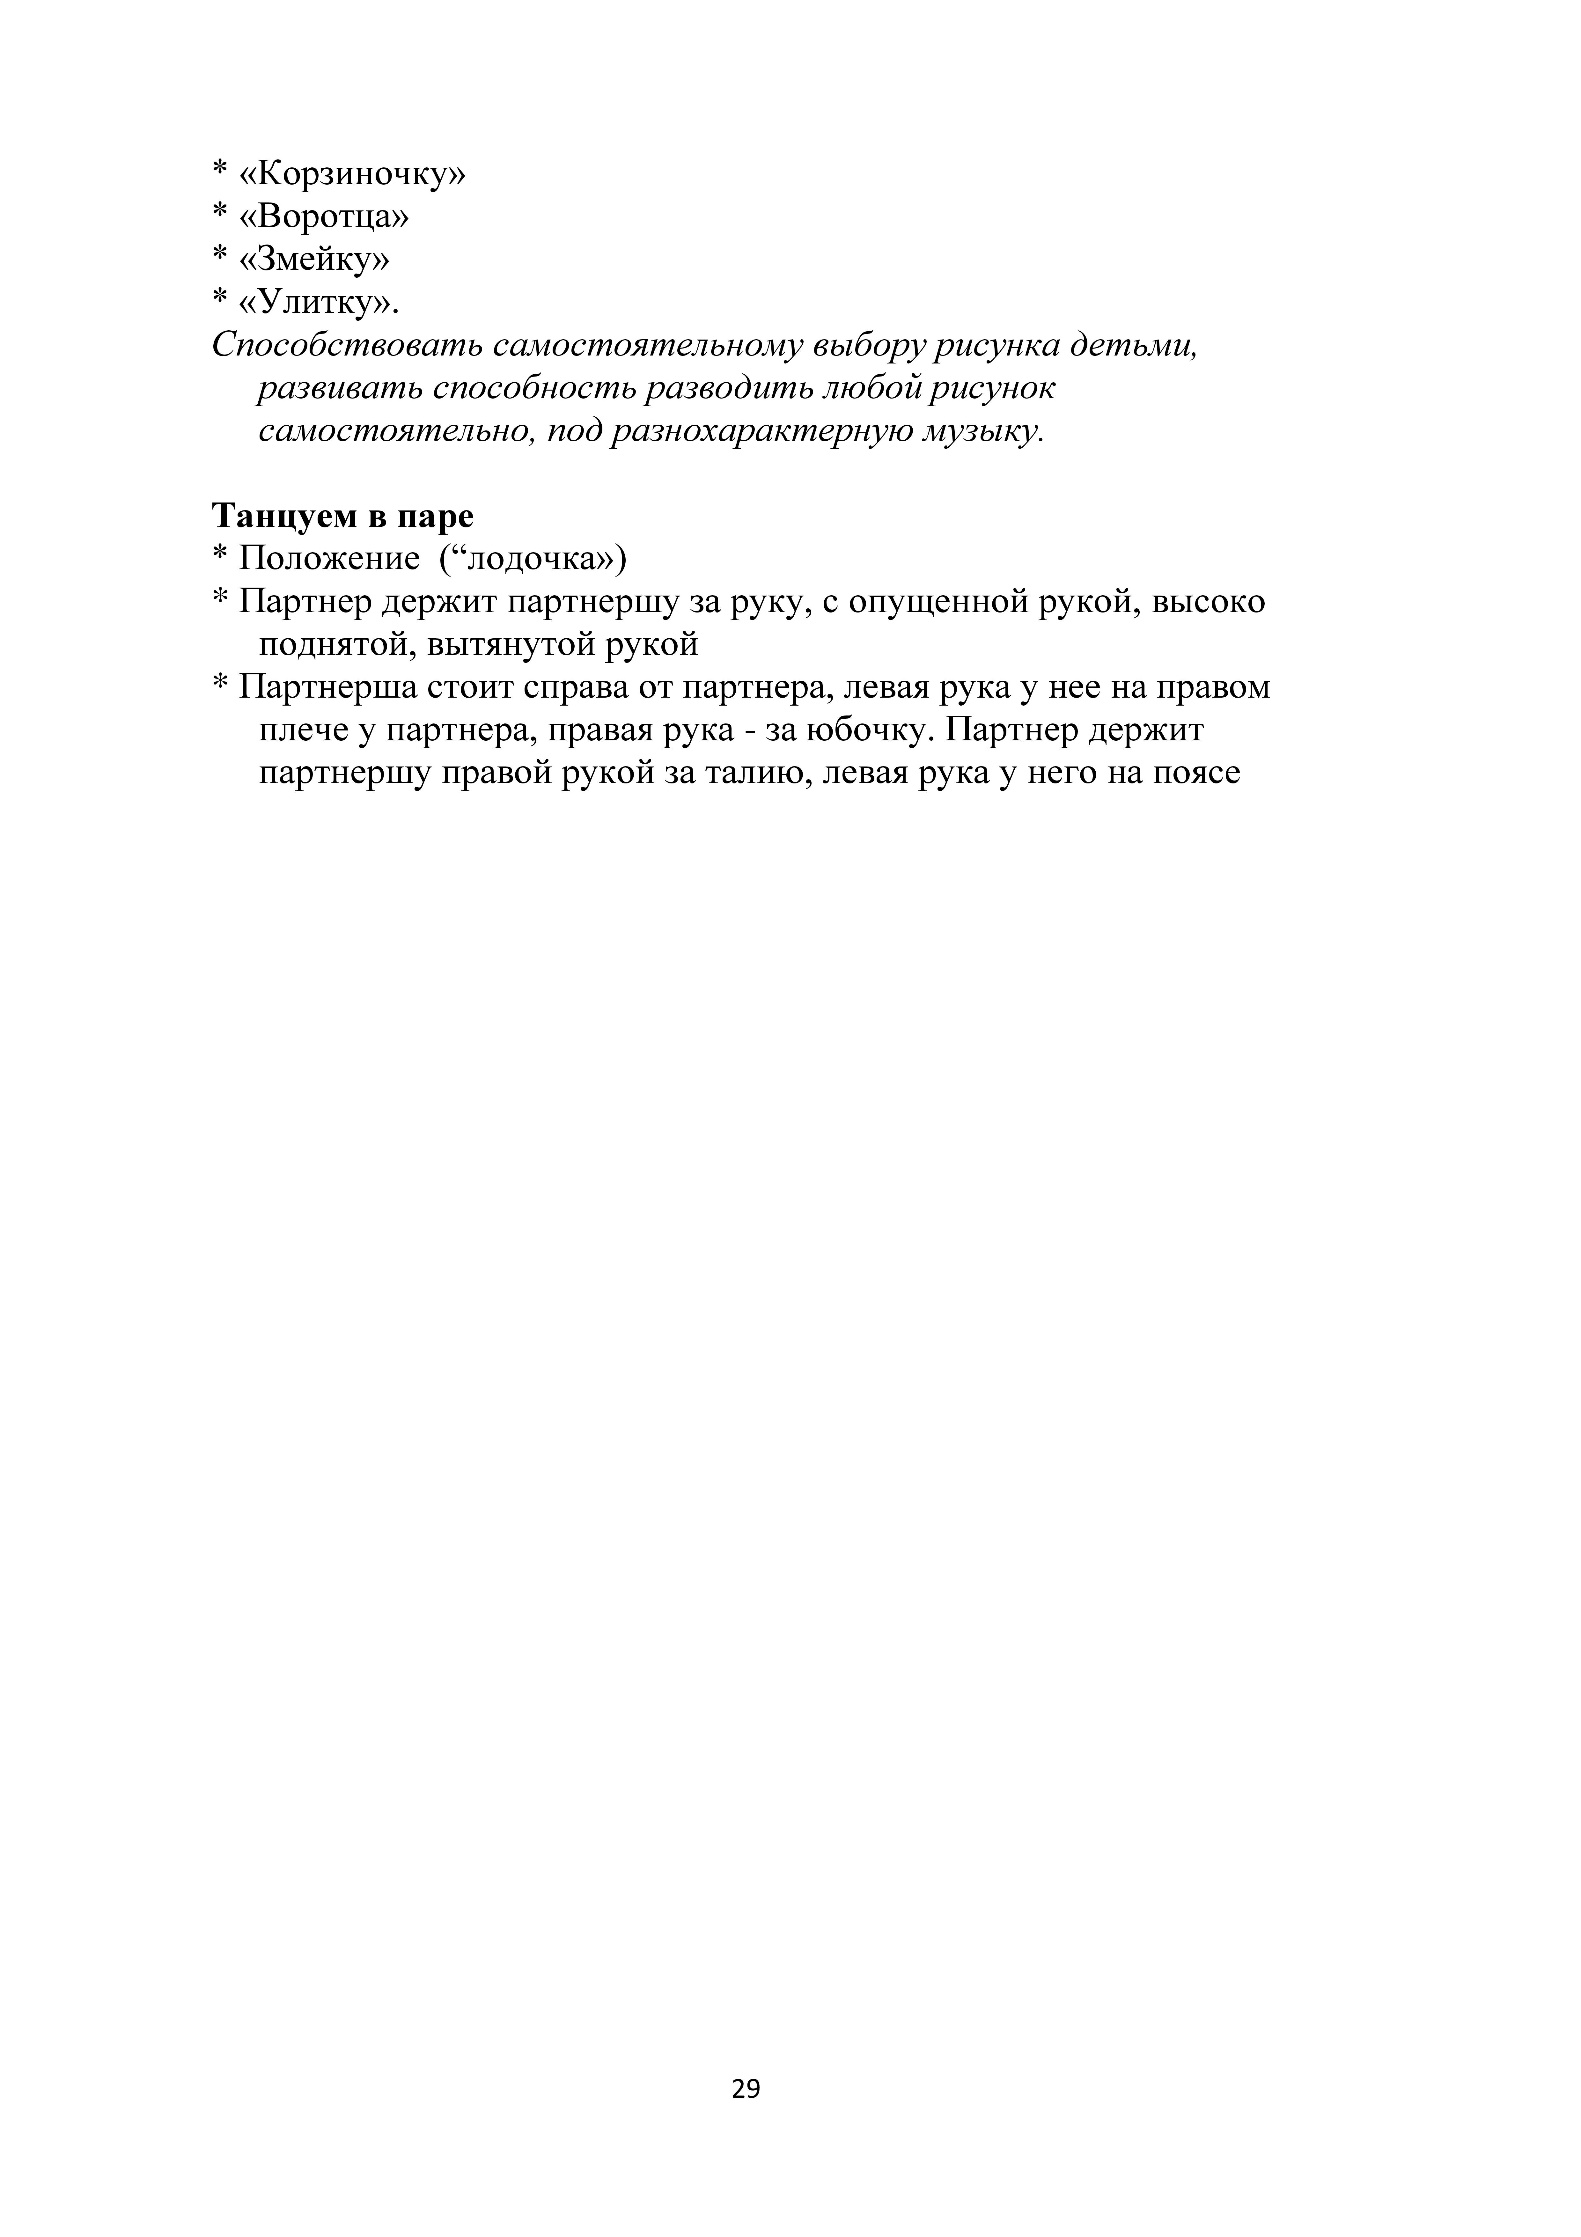 * «Корзиночку»
* «Воротца»
* «Змейку»
* «Улитку».
Способствовать самостоятельному выбору рисунка детьми,
развивать способность разводить любой рисунок
самостоятельно, под разнохарактерную музыку.
Танцуем в паре
* Положение  (“лодочка»)
* Партнер держит партнершу за руку, с опущенной рукой, высоко
поднятой, вытянутой рукой
* Партнерша стоит справа от партнера, левая рука у нее на правом
плече у партнера, правая рука - за юбочку. Партнер держит
партнершу правой рукой за талию, левая рука у него на поясе
29